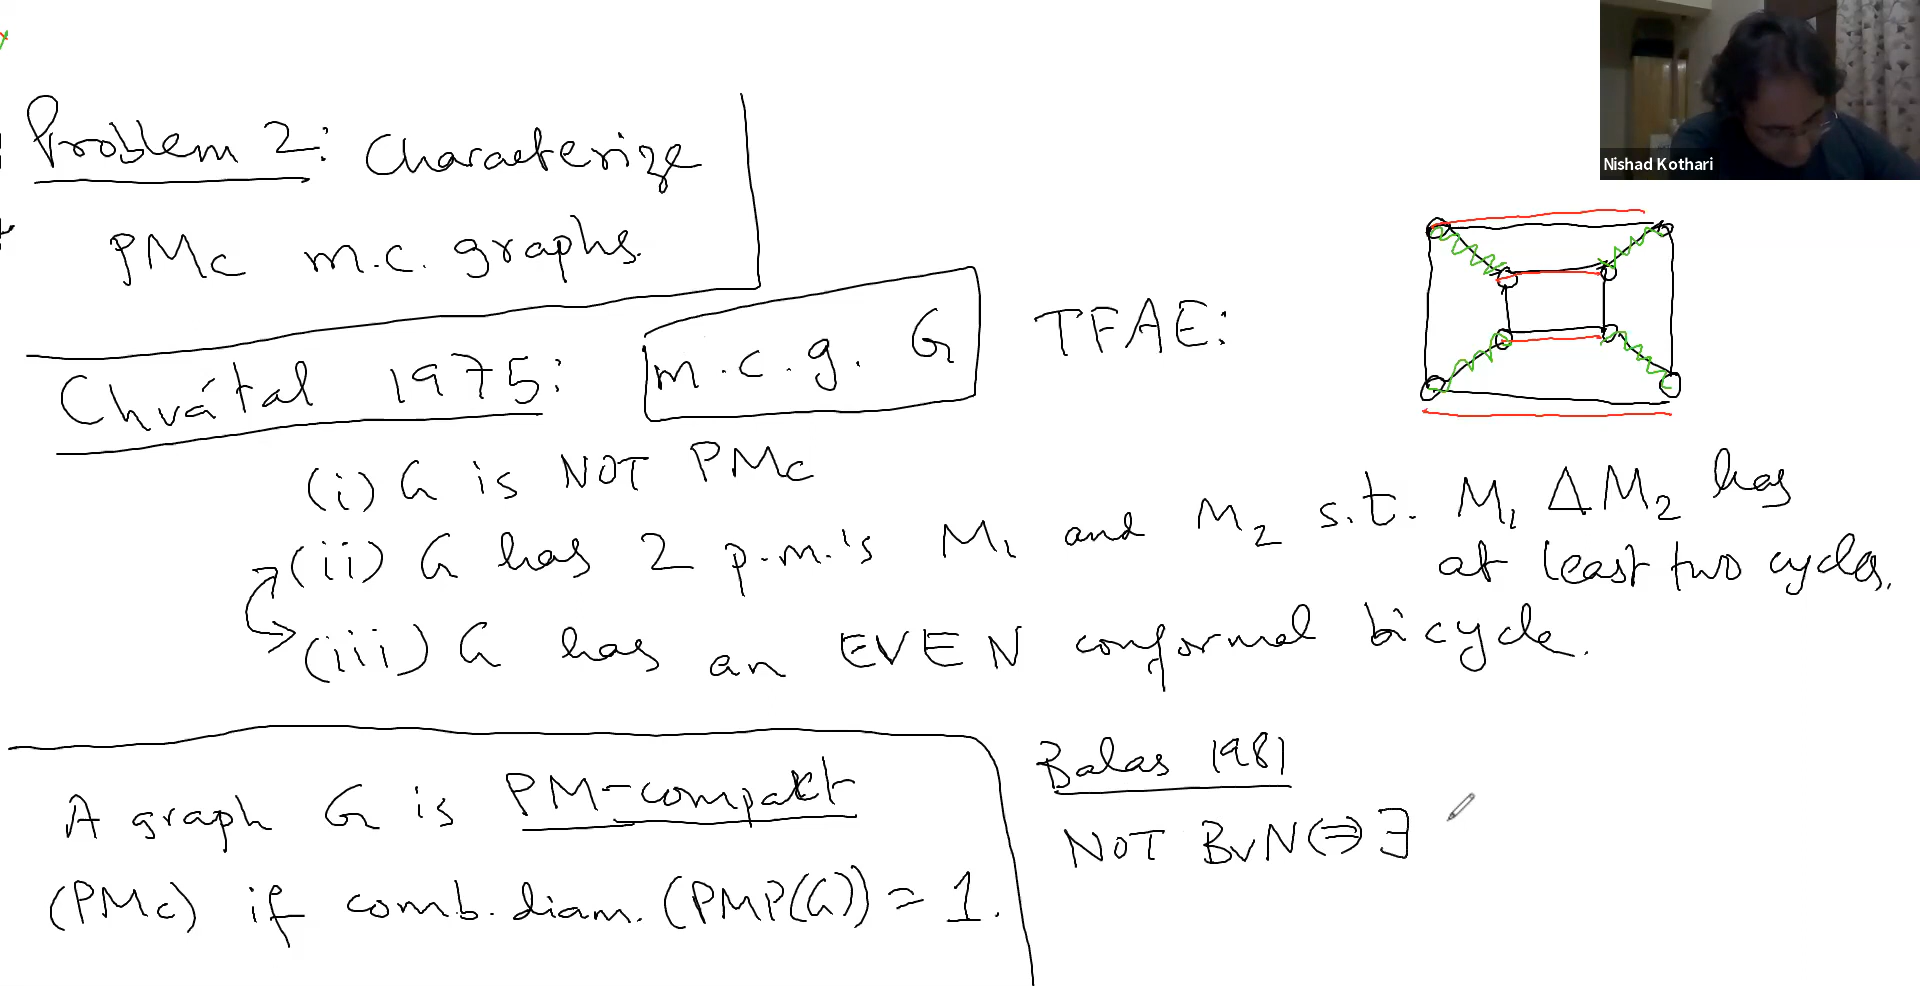 Problem 2: Characterize
PMc m.c. graphs.
Chvátal 1975: m.c.g. G TFAE:
(i) G is NOT PMc
(ii) G has 2 p.m.'s M₁ and M₂ s.t. M₁ Δ M₂ has
at least two cycles.
(iii) G has an EVEN conformal bicycle.
A graph G is PM-compakt
(PMc) if comb.diam.(PMP(G)) = 1.
Balas 1981
NOT BvN ⇔ ∃
Nishad Kothari